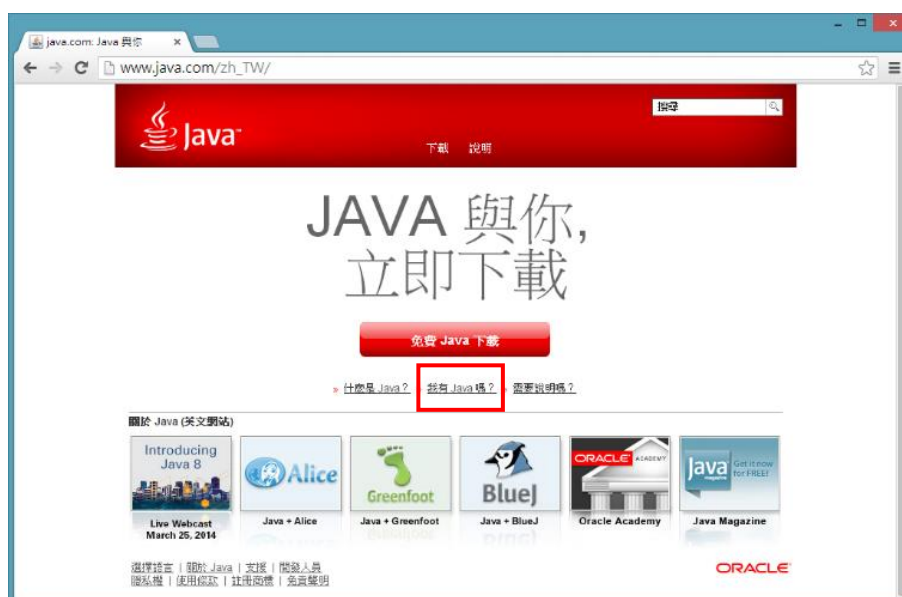 java.com: Java 與你
www.java.com/zh_TW/
搜尋
Java
下載 說明
JAVA 與你,
立即下載
免費 Java 下載
» 什麼是 Java? » 我有 Java 嗎? » 需要說明嗎?
關於 Java (英文網站)
Introducing
Java 8
Alice
Greenfoot
BlueJ
ORACLE ACADEMY
Java magazine
Get it now
for FREE!
Live Webcast
March 25, 2014
Java + Alice
Java + Greenfoot
Java + BlueJ
Oracle Academy
Java Magazine
選擇語言 | 關於 Java | 支援 | 開發人員
隱私權 | 使用條款 | 註冊商標 | 免責聲明
ORACLE